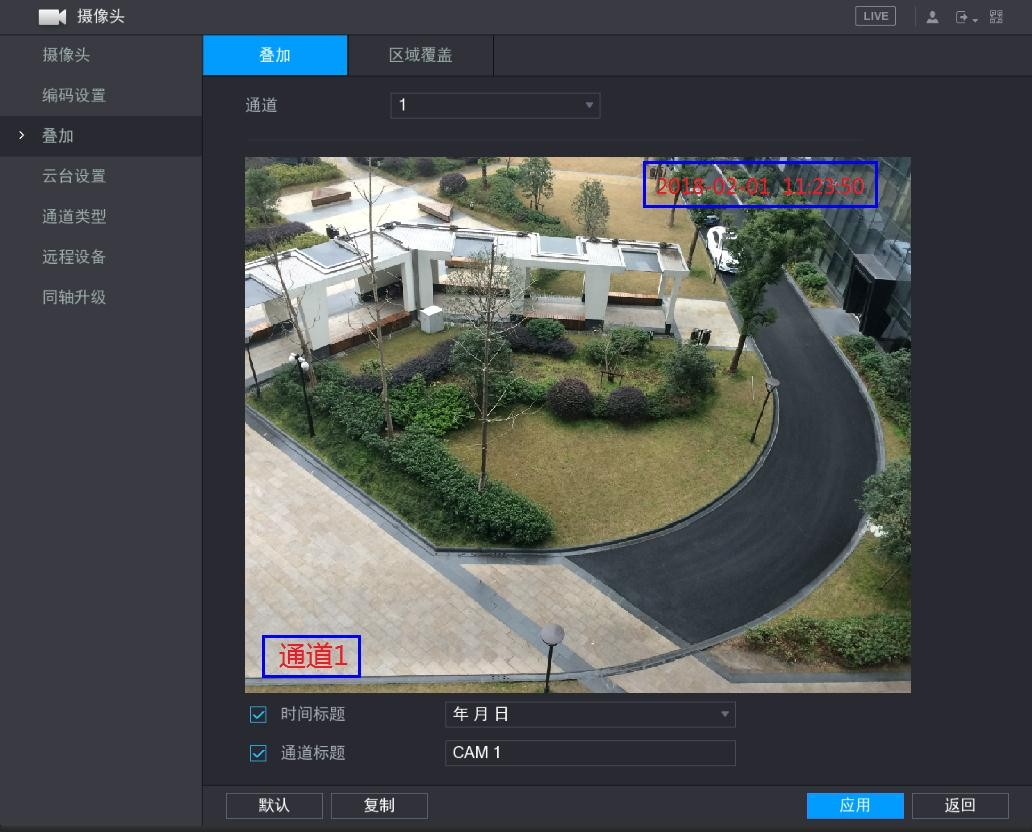 摄像头
LIVE
摄像头
编码设置
叠加
云台设置
通道类型
远程设备
同轴升级
叠加
区域覆盖
通道
1
2018-02-01 11:23:50
通道1
时间标题
年 月 日
通道标题
CAM 1
默认
复制
应用
返回